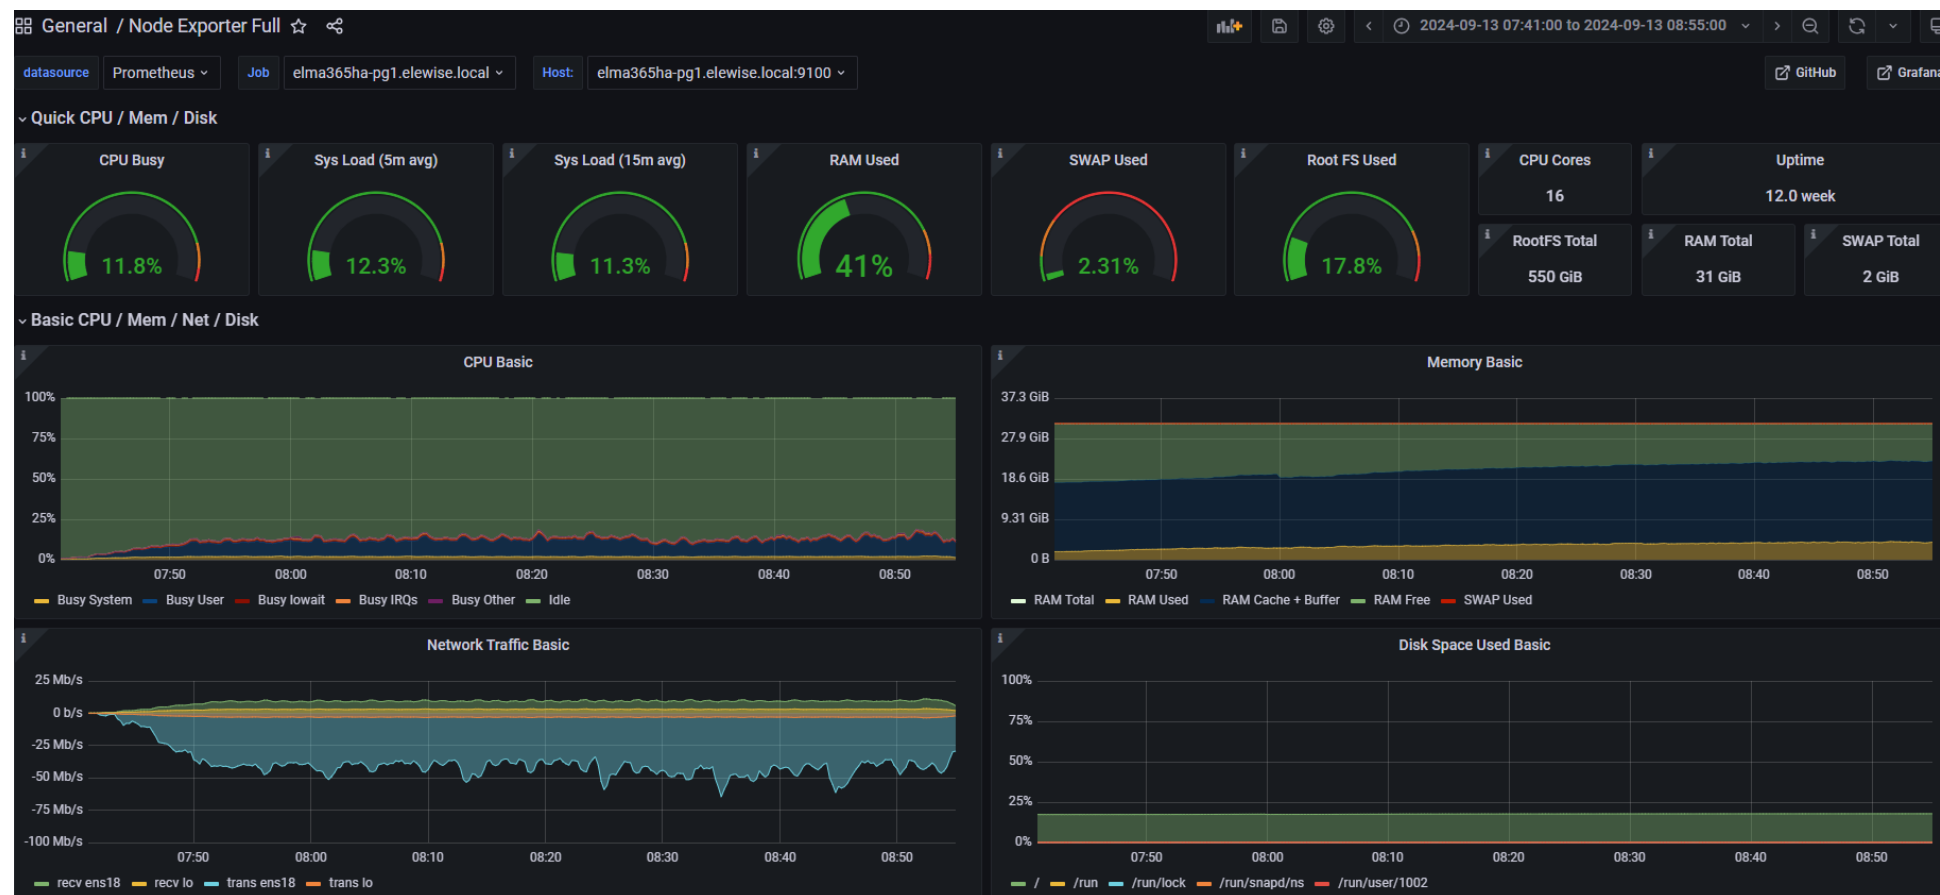 General / Node Exporter Full
2024-09-13 07:41:00 to 2024-09-13 08:55:00
datasource Prometheus Job elma365ha-pg1.elewise.local Host: elma365ha-pg1.elewise.local:9100 GitHub Grafana
Quick CPU / Mem / Disk
CPU Busy
11.8%
Sys Load (5m avg)
12.3%
Sys Load (15m avg)
11.3%
RAM Used
41%
SWAP Used
2.31%
Root FS Used
17.8%
CPU Cores
16
Uptime
12.0 week
RootFS Total
550 GiB
RAM Total
31 GiB
SWAP Total
2 GiB
Basic CPU / Mem / Net / Disk
CPU Basic
100%
75%
50%
25%
0%
07:50 08:00 08:10 08:20 08:30 08:40 08:50
Busy System Busy User Busy Iowait Busy IRQs Busy Other Idle
Memory Basic
37.3 GiB
27.9 GiB
18.6 GiB
9.31 GiB
0 B
07:50 08:00 08:10 08:20 08:30 08:40 08:50
RAM Total RAM Used RAM Cache + Buffer RAM Free SWAP Used
Network Traffic Basic
25 Mb/s
0 b/s
-25 Mb/s
-50 Mb/s
-75 Mb/s
-100 Mb/s
07:50 08:00 08:10 08:20 08:30 08:40 08:50
recv ens18 recv lo trans ens18 trans lo
Disk Space Used Basic
100%
75%
50%
25%
0%
07:50 08:00 08:10 08:20 08:30 08:40 08:50
/ /run /run/lock /run/snapd/ns /run/user/1002